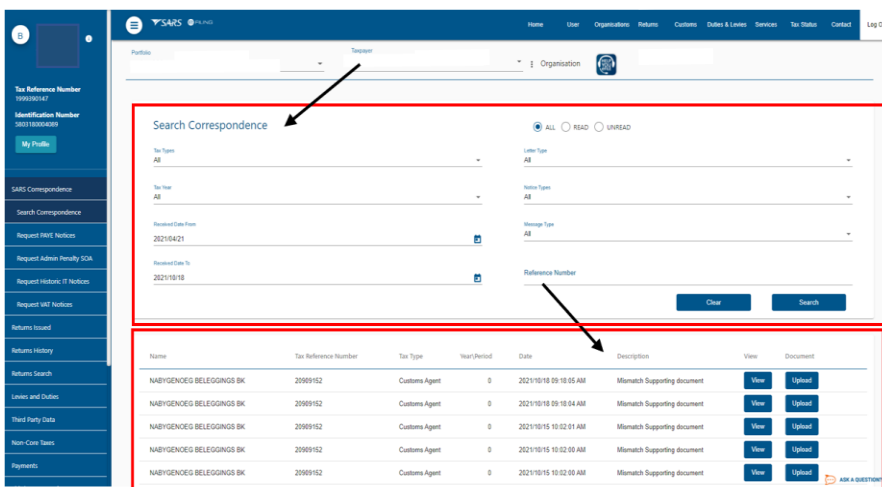 B
SARS eFILING
Home User Organisations Returns Customs Duties & Levies Services Tax Status Contact Log O
Portfolio
Taxpayer
Organisation
Tax Reference Number
1999390147
Identification Number
5803180004089
My Profile
SARS Correspondence
Search Correspondence
Request PAYE Notices
Request Admin Penalty SOA
Request Historic IT Notices
Request VAT Notices
Returns Issued
Returns History
Returns Search
Levies and Duties
Third Party Data
Non-Core Taxes
Payments
Search Correspondence
ALL READ UNREAD
Tax Types
All
Letter Type
All
Tax Year
All
Notice Types
All
Received Date From
2021/04/21
Message Type
All
Received Date To
2021/10/18
Reference Number
Clear Search
Name Tax Reference Number Tax Type Year\Period Date Description View Document
NABYGENOEG BELEGGINGS BK 20989152 Customs Agent 0 2021/10/18 09:18:05 AM Mismatch Supporting document View Upload
NABYGENOEG BELEGGINGS BK 20989152 Customs Agent 0 2021/10/18 09:18:04 AM Mismatch Supporting document View Upload
NABYGENOEG BELEGGINGS BK 20989152 Customs Agent 0 2021/10/15 10:02:01 AM Mismatch Supporting document View Upload
NABYGENOEG BELEGGINGS BK 20989152 Customs Agent 0 2021/10/15 10:02:00 AM Mismatch Supporting document View Upload
NABYGENOEG BELEGGINGS BK 20989152 Customs Agent 0 2021/10/15 10:02:00 AM Mismatch Supporting document View Upload
ASK A QUESTION?